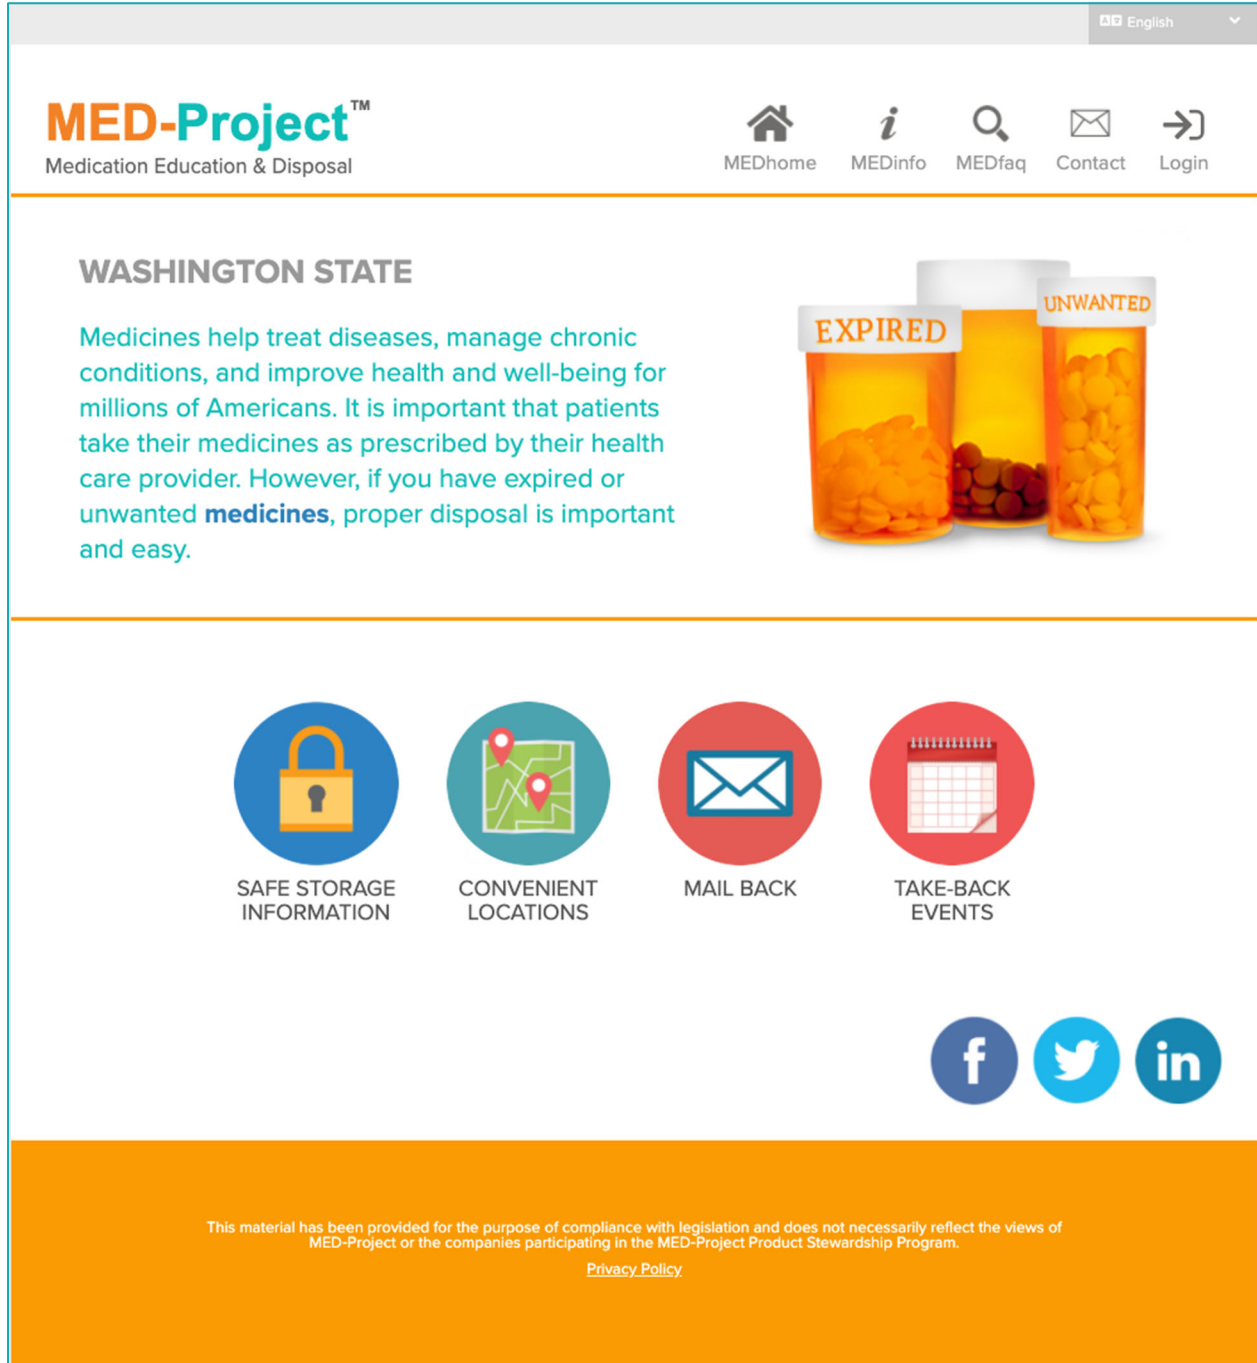 English
MED-Project™
Medication Education & Disposal
MEDhome
MEDinfo
MEDfaq
Contact
Login
WASHINGTON STATE
Medicines help treat diseases, manage chronic
conditions, and improve health and well-being for
millions of Americans. It is important that patients
take their medicines as prescribed by their health
care provider. However, if you have expired or
unwanted medicines, proper disposal is important
and easy.
EXPIRED
UNWANTED
SAFE STORAGE
INFORMATION
CONVENIENT
LOCATIONS
MAIL BACK
TAKE-BACK
EVENTS
f
in
This material has been provided for the purpose of compliance with legislation and does not necessarily reflect the views of
MED-Project or the companies participating in the MED-Project Product Stewardship Program.
Privacy Policy